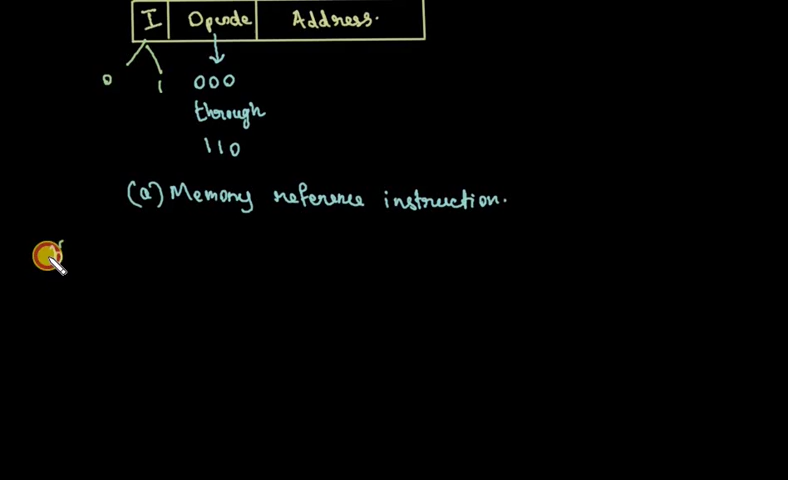 I Opcode Address.
0 1 000
through
110
(a) Memory reference instruction.